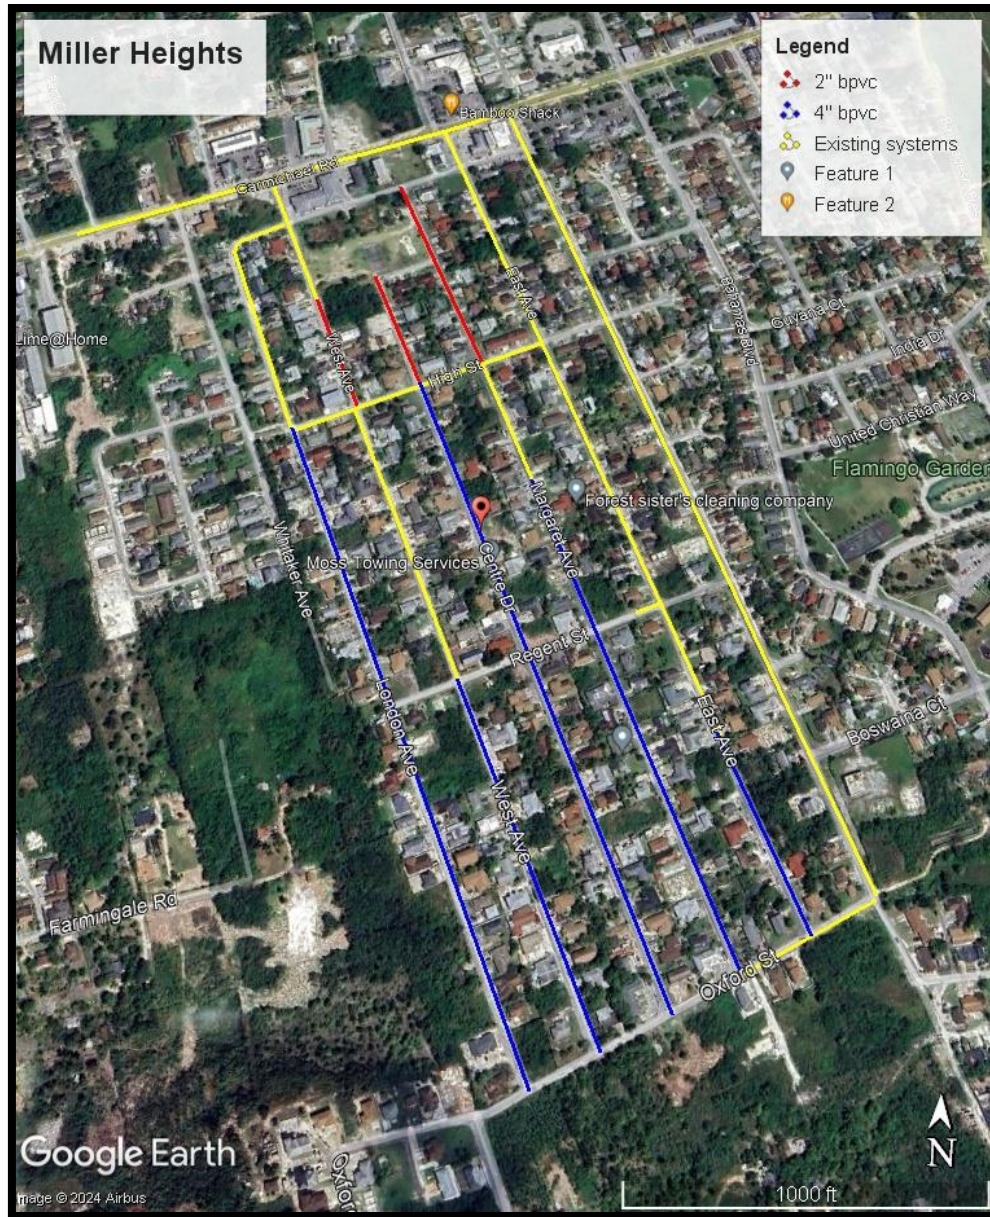 Miller Heights
Legend
2" bpvc
4" bpvc
Existing systems
Feature 1
Feature 2
Bamboo Shack
Carmichael Rd
East Ave
Bahamas Blvd
Guyana Ct
India Dr
Lime@Home
West Ave
High St
United Christian Way
Flamingo Garden
Margaret Ave
Forest sister's cleaning company
Whitaker Ave
Moss Towing Services
Centre Dr
Regent St
London Ave
East Ave
Boswaina Ct
West Ave
Farmingale Rd
Oxford St
Google Earth
Image © 2024 Airbus
Oxfor
N
1000 ft